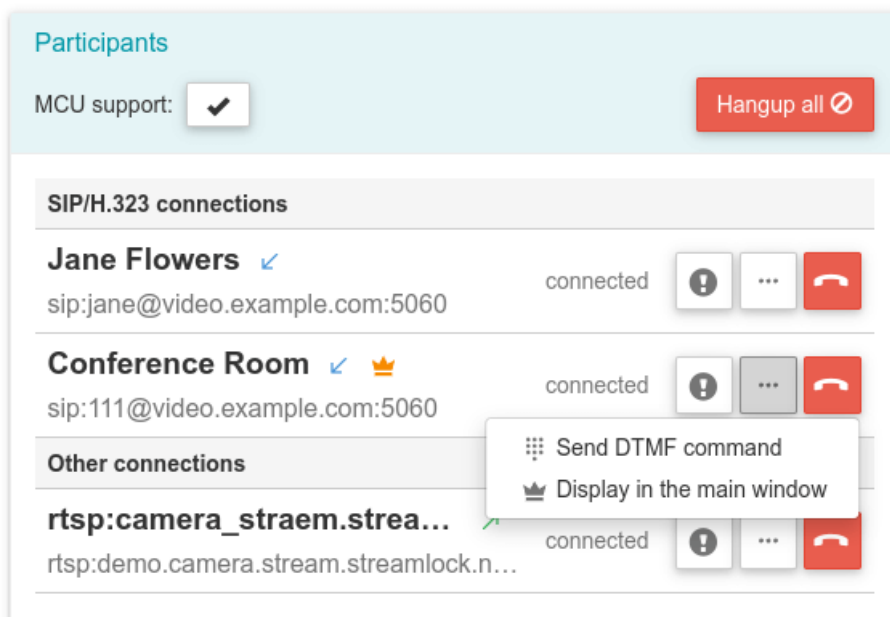 Participants
MCU support:
Hangup all
SIP/H.323 connections
Jane Flowers
sip:jane@video.example.com:5060
connected
Conference Room
sip:111@video.example.com:5060
connected
Send DTMF command
Display in the main window
Other connections
rtsp:camera_straem.strea...
rtsp:demo.camera.stream.streamlock.n...
connected